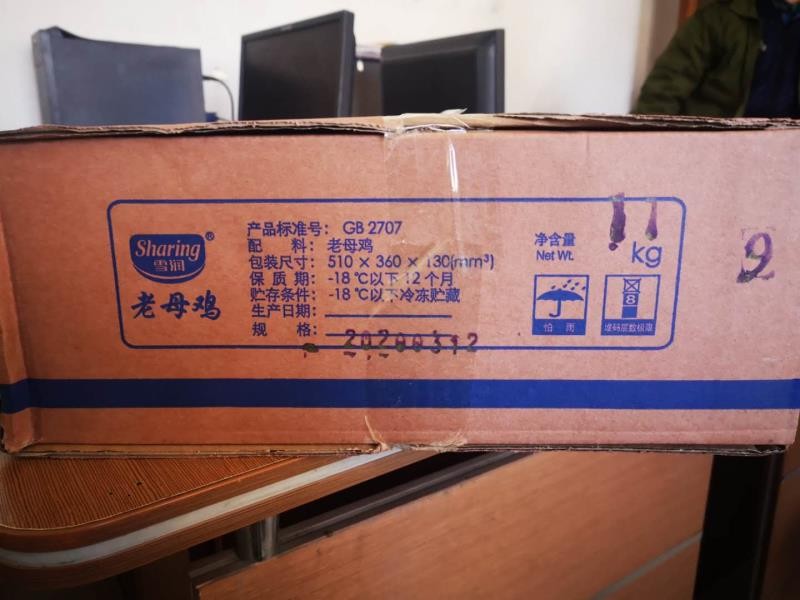 Sharing®
雪润
老母鸡
产品标准号： GB 2707
配 料： 老母鸡
包装尺寸： 510 × 360 × 130(mm³)
保 质 期： -18 ℃以下 12 个月
贮存条件： -18 ℃以下冷冻贮藏
生产日期：
规 格：
20200312
净含量
Net Wt.
11
kg
怕 雨
8
堆码层数极限
9